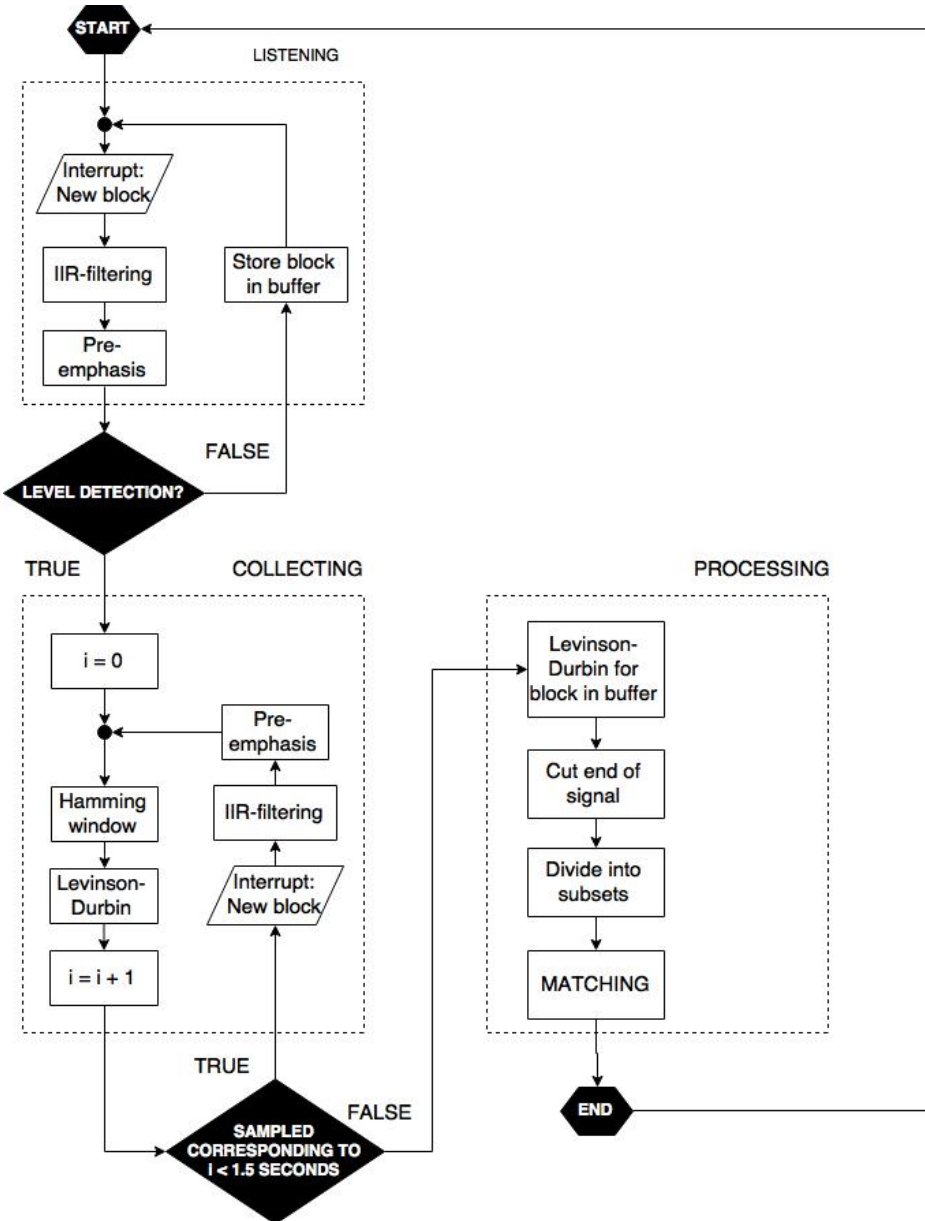 START
LISTENING
Interrupt:
New block
IIR-filtering
Pre-
emphasis
Store block
in buffer
FALSE
LEVEL DETECTION?
TRUE
COLLECTING
i = 0
Pre-
emphasis
Hamming
window
IIR-filtering
Levinson-
Durbin
Interrupt:
New block
i = i + 1
TRUE
FALSE
SAMPLED
CORRESPONDING TO
i < 1.5 SECONDS
PROCESSING
Levinson-
Durbin for
block in buffer
Cut end of
signal
Divide into
subsets
MATCHING
END